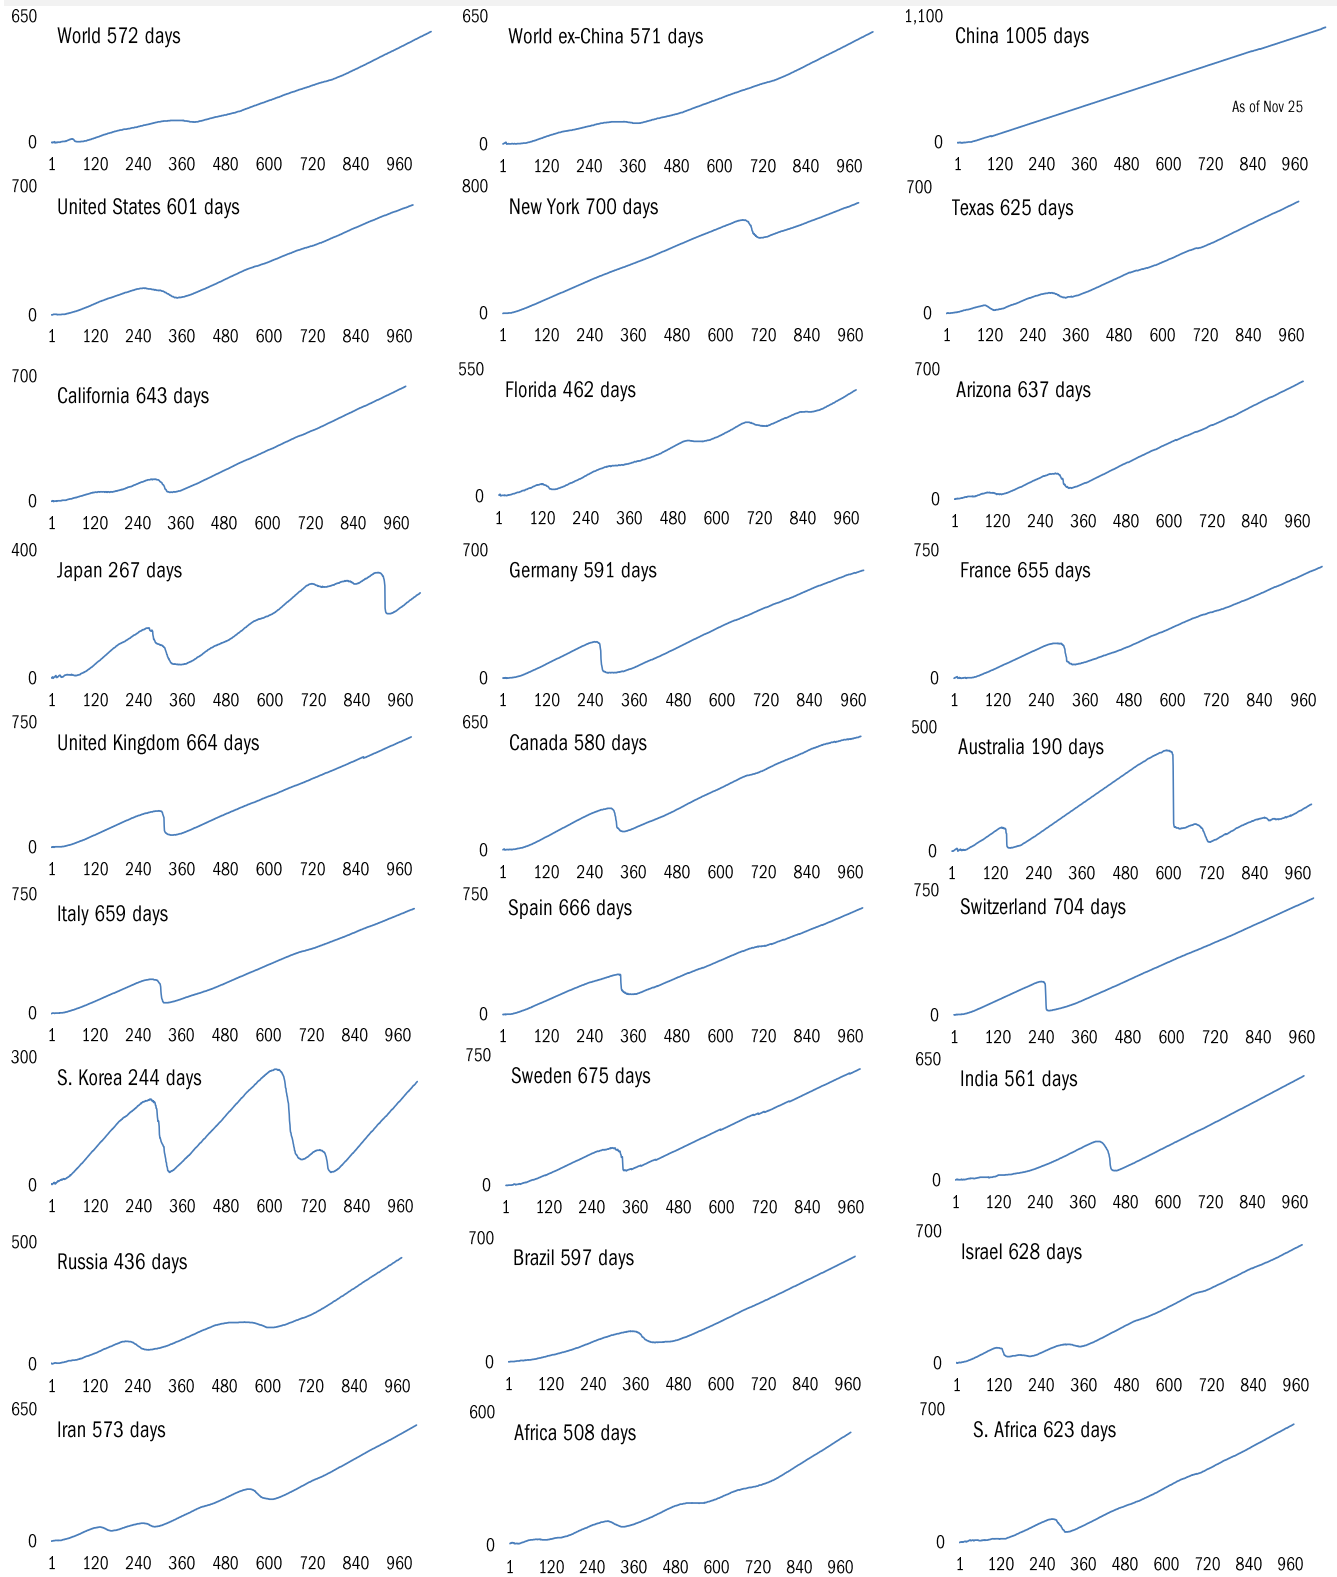 650
World 572 days
0
1 120 240 360 480 600 720 840 960
650
World ex-China 571 days
0
1 120 240 360 480 600 720 840 960
1,100
China 1005 days
As of Nov 25
0
1 120 240 360 480 600 720 840 960
700
United States 601 days
0
1 120 240 360 480 600 720 840 960
800
New York 700 days
0
1 120 240 360 480 600 720 840 960
700
Texas 625 days
0
1 120 240 360 480 600 720 840 960
700
California 643 days
0
1 120 240 360 480 600 720 840 960
550
Florida 462 days
0
1 120 240 360 480 600 720 840 960
700
Arizona 637 days
0
1 120 240 360 480 600 720 840 960
400
Japan 267 days
0
1 120 240 360 480 600 720 840 960
700
Germany 591 days
0
1 120 240 360 480 600 720 840 960
750
France 655 days
0
1 120 240 360 480 600 720 840 960
750
United Kingdom 664 days
0
1 120 240 360 480 600 720 840 960
650
Canada 580 days
0
1 120 240 360 480 600 720 840 960
500
Australia 190 days
0
1 120 240 360 480 600 720 840 960
750
Italy 659 days
0
1 120 240 360 480 600 720 840 960
750
Spain 666 days
0
1 120 240 360 480 600 720 840 960
750
Switzerland 704 days
0
1 120 240 360 480 600 720 840 960
300
S. Korea 244 days
0
1 120 240 360 480 600 720 840 960
750
Sweden 675 days
0
1 120 240 360 480 600 720 840 960
650
India 561 days
0
1 120 240 360 480 600 720 840 960
500
Russia 436 days
0
1 120 240 360 480 600 720 840 960
700
Brazil 597 days
0
1 120 240 360 480 600 720 840 960
700
Israel 628 days
0
1 120 240 360 480 600 720 840 960
650
Iran 573 days
0
1 120 240 360 480 600 720 840 960
600
Africa 508 days
0
1 120 240 360 480 600 720 840 960
700
S. Africa 623 days
0
1 120 240 360 480 600 720 840 960